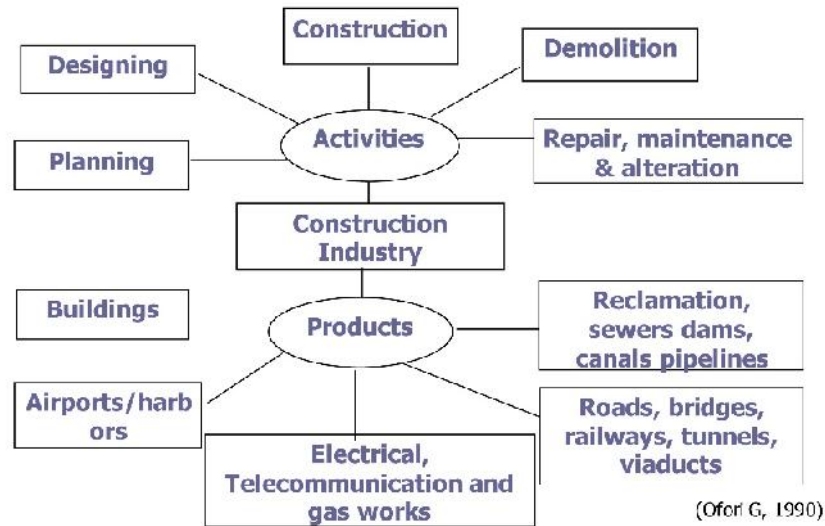 Construction
Demolition
Designing
Activities
Planning
Repair, maintenance
& alteration
Construction
Industry
Buildings
Products
Reclamation,
sewers dams,
canals pipelines
Airports/harb
ors
Roads, bridges,
railways, tunnels,
viaducts
Electrical,
Telecommunication and
gas works
(Ofori G, 1990)